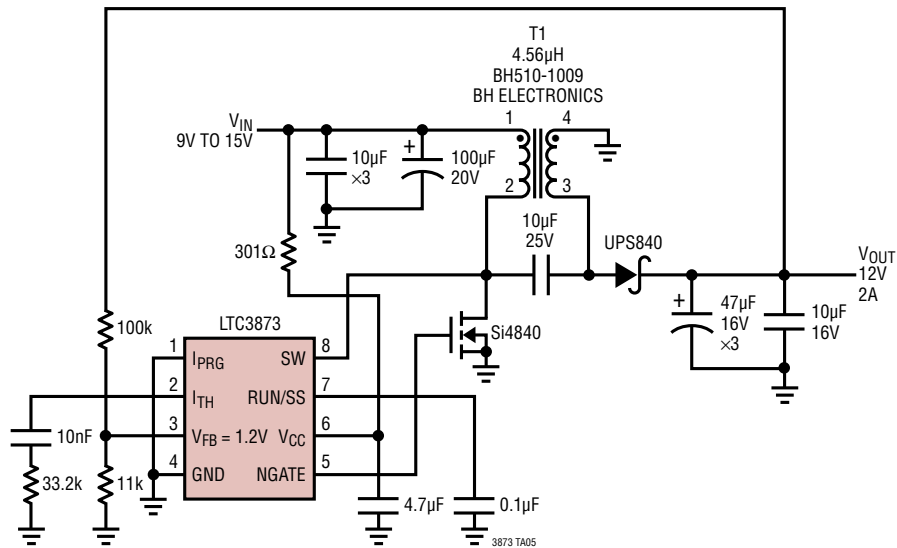 T1
4.56µH
BH510-1009
BH ELECTRONICS
1
4
V_IN
9V TO 15V
10µF
×3
+
100µF
20V
2
3
301Ω
10µF
25V
UPS840
V_OUT
12V
2A
+
47µF
16V
×3
10µF
16V
100k
LTC3873
Si4840
1
I_PRG
SW
8
2
I_TH
RUN/SS
7
3
V_FB = 1.2V
V_CC
6
4
GND
NGATE
5
10nF
33.2k
11k
4.7µF
0.1µF
3873 TA05